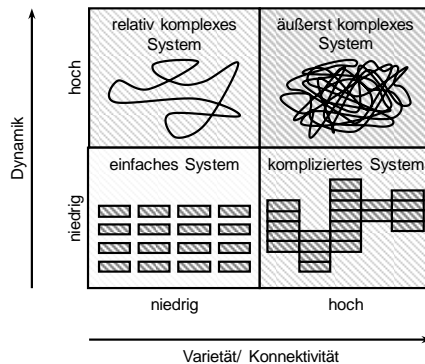 relativ komplexes
System
äußerst komplexes
System
hoch
Dynamik
einfaches System
kompliziertes System
niedrig
niedrig
hoch
Varietät/ Konnektivität